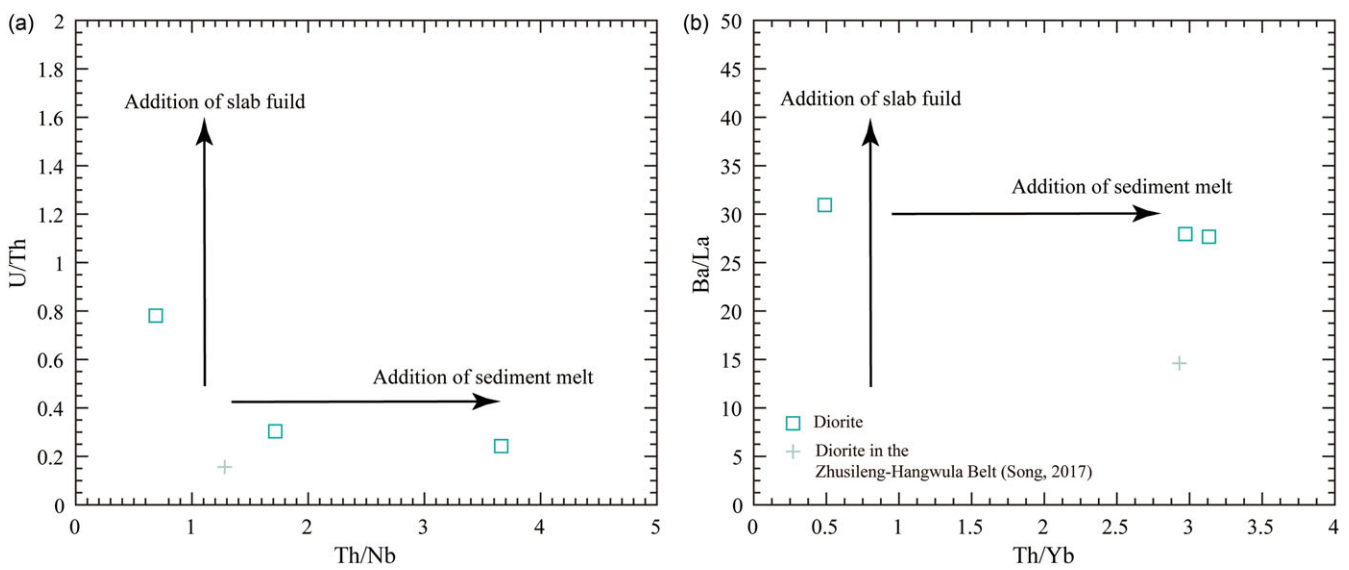 (a)
2
1.8
1.6
1.4
1.2
1
0.8
0.6
0.4
0.2
0
U/Th
Addition of slab fuild
Addition of sediment melt
0 1 2 3 4 5
Th/Nb
(b)
50
45
40
35
30
25
20
15
10
5
0
Ba/La
Addition of slab fluid
Addition of sediment melt
Diorite
Diorite in the
Zhusileng-Hangwula Belt (Song, 2017)
0 0.5 1 1.5 2 2.5 3 3.5 4
Th/Yb